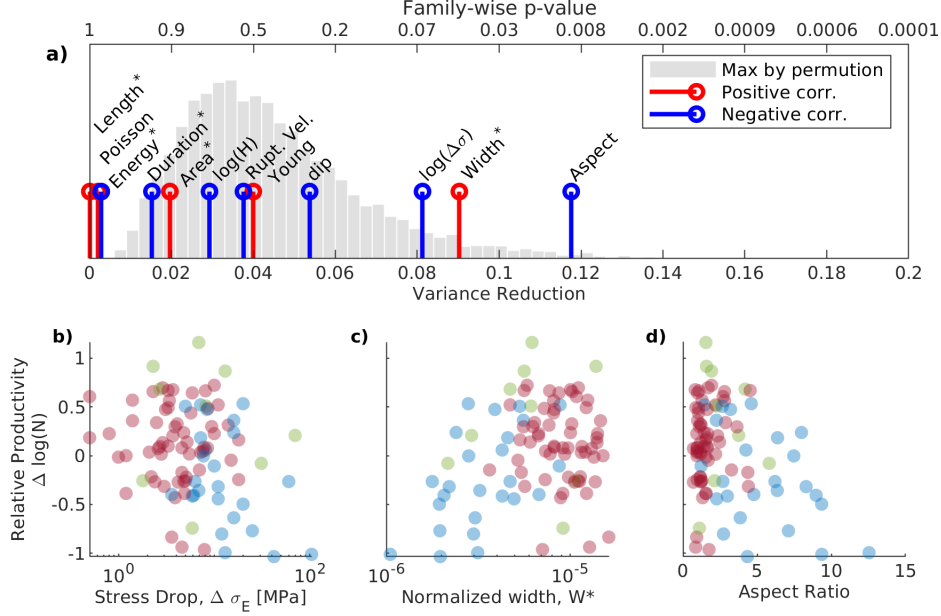 Family-wise p-value
1 0.9 0.5 0.2 0.07 0.03 0.008 0.002 0.0009 0.0006 0.0001
a)
Max by permution
Positive corr.
Negative corr.
Length*
Poisson
Energy*
Duration*
Area*
log(H)
Rupt. Vel.
Young
dip
log(Δσ)
Width*
Aspect
0 0.02 0.04 0.06 0.08 0.1 0.12 0.14 0.16 0.18 0.2
Variance Reduction
b) c) d)
Relative Productivity
Δ log(N)
1
0.5
0
-0.5
-1
10^0 10^2
Stress Drop, Δ σ_E [MPa]
10^-6 10^-5
Normalized width, W*
0 5 10 15
Aspect Ratio